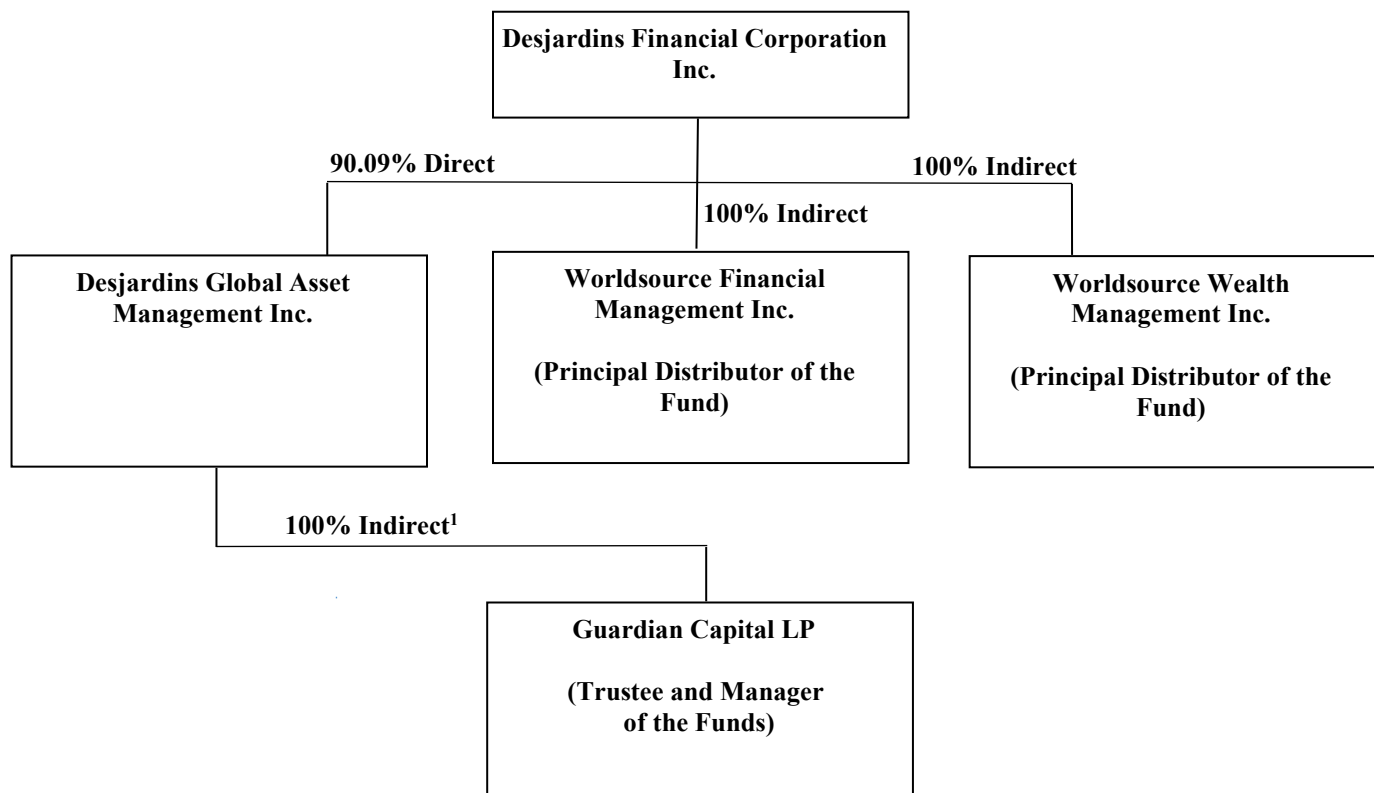 Desjardins Financial Corporation
Inc.
90.09% Direct
100% Indirect
100% Indirect
Desjardins Global Asset
Management Inc.
Worldsource Financial
Management Inc.
(Principal Distributor of the
Fund)
Worldsource Wealth
Management Inc.
(Principal Distributor of the
Fund)
100% Indirect¹
Guardian Capital LP
(Trustee and Manager
of the Funds)